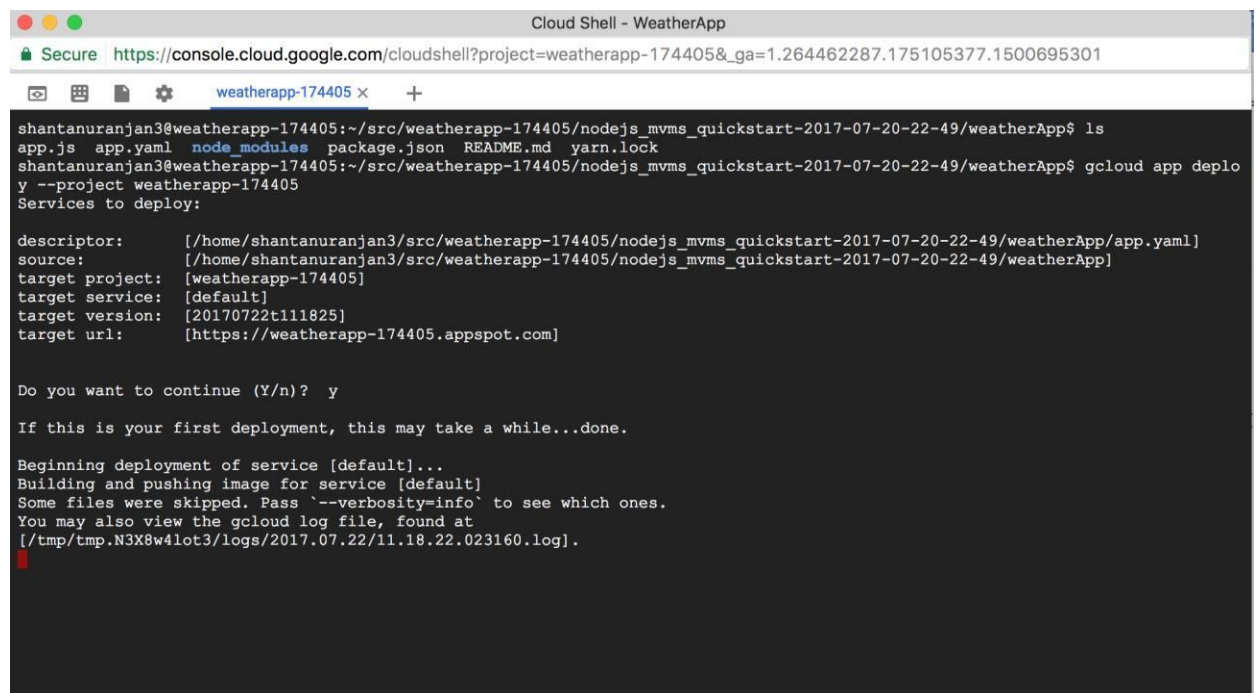 Cloud Shell - WeatherApp
Secure https://console.cloud.google.com/cloudshell?project=weatherapp-174405&_ga=1.264462287.175105377.1500695301
weatherapp-174405 × +
shantanuranjan3@weatherapp-174405:~/src/weatherapp-174405/nodejs_mvms_quickstart-2017-07-20-22-49/weatherApp$ ls
app.js app.yaml node_modules package.json README.md yarn.lock
shantanuranjan3@weatherapp-174405:~/src/weatherapp-174405/nodejs_mvms_quickstart-2017-07-20-22-49/weatherApp$ gcloud app deplo
y --project weatherapp-174405
Services to deploy:
descriptor: [/home/shantanuranjan3/src/weatherapp-174405/nodejs_mvms_quickstart-2017-07-20-22-49/weatherApp/app.yaml]
source: [/home/shantanuranjan3/src/weatherapp-174405/nodejs_mvms_quickstart-2017-07-20-22-49/weatherApp]
target project: [weatherapp-174405]
target service: [default]
target version: [20170722t111825]
target url: [https://weatherapp-174405.appspot.com]
Do you want to continue (Y/n)? y
If this is your first deployment, this may take a while...done.
Beginning deployment of service [default]...
Building and pushing image for service [default]
Some files were skipped. Pass `--verbosity=info` to see which ones.
You may also view the gcloud log file, found at
[/tmp/tmp.N3X8w4lot3/logs/2017.07.22/11.18.22.023160.log].